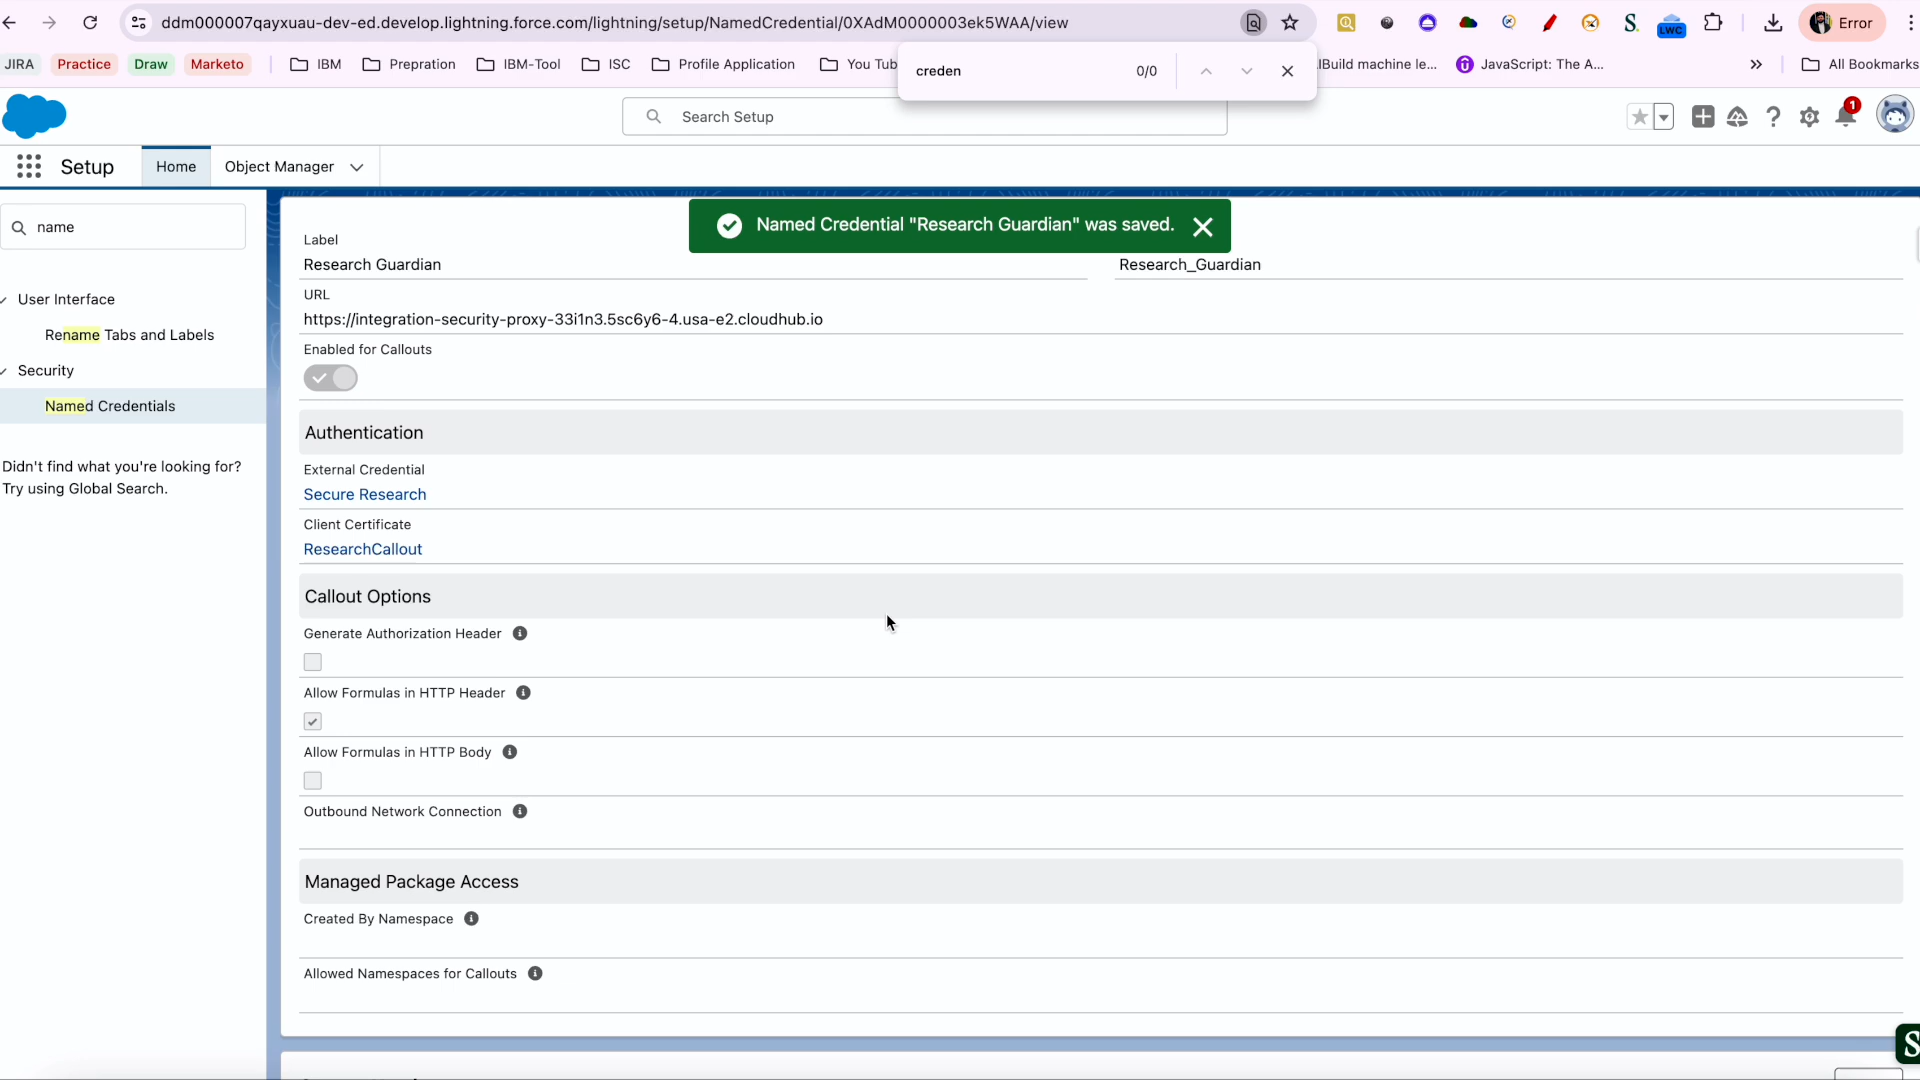 ddm000007qayxuau-dev-ed.develop.lightning.force.com/lightning/setup/NamedCredential/0XAdM0000003ek5WAA/view
S.
LWC
Error
JIRA
Practice
Draw
Marketo
IBM
Prepration
IBM-Tool
ISC
Profile Application
You Tub
creden
0/0
IBuild machine le...
JavaScript: The A...
All Bookmarks
Search Setup
1
Setup
Home
Object Manager
name
User Interface
Rename Tabs and Labels
Security
Named Credentials
Didn't find what you're looking for?
Try using Global Search.
Named Credential "Research Guardian" was saved.
Label
Research Guardian
Research_Guardian
URL
https://integration-security-proxy-33i1n3.5sc6y6-4.usa-e2.cloudhub.io
Enabled for Callouts
Authentication
External Credential
Secure Research
Client Certificate
ResearchCallout
Callout Options
Generate Authorization Header
Allow Formulas in HTTP Header
Allow Formulas in HTTP Body
Outbound Network Connection
Managed Package Access
Created By Namespace
Allowed Namespaces for Callouts
S